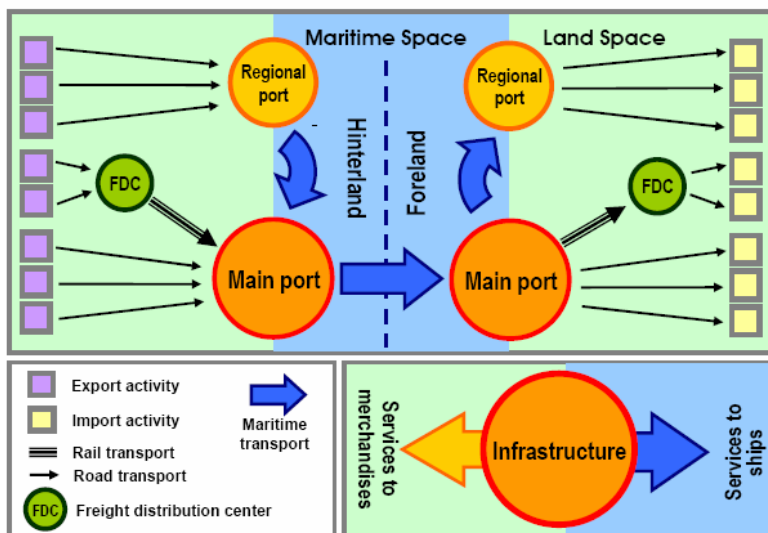 Maritime Space
Land Space
Regional
port
Regional
port
Hinterland
Foreland
FDC
FDC
Main port
Main port
Export activity
Import activity
Rail transport
Road transport
FDC
Freight distribution center
Maritime
transport
Services to
merchandises
Infrastructure
Services to
ships